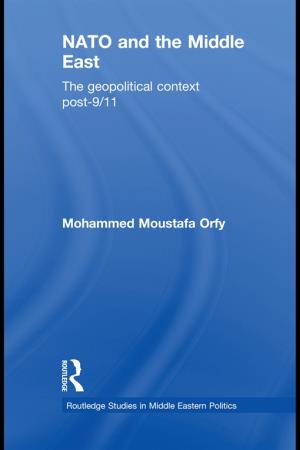 NATO and the Middle
East
The geopolitical context
post-9/11
Mohammed Moustafa Orfy
ROUTLEDGE
Routledge Studies in Middle Eastern Politics